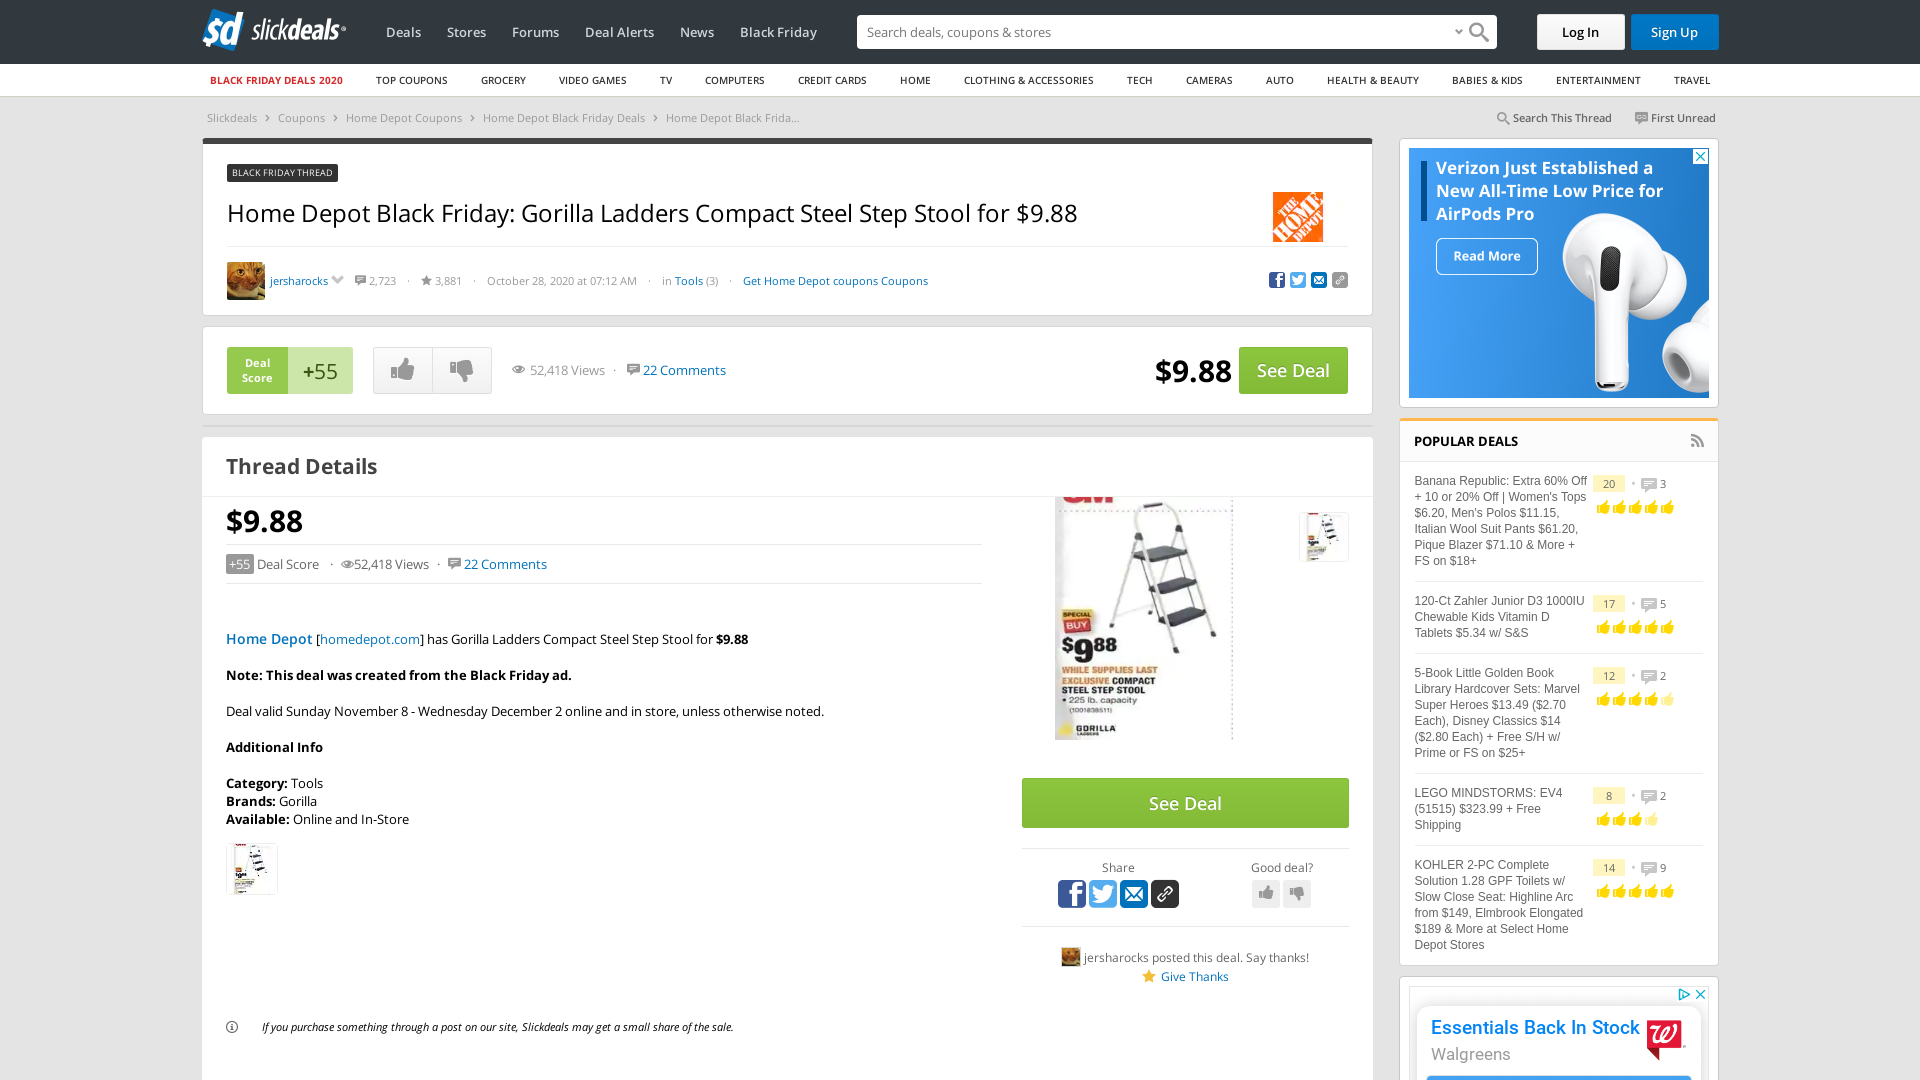 slickdeals
Deals Stores Forums Deal Alerts News Black Friday
Search deals, coupons & stores
Log In Sign Up
BLACK FRIDAY DEALS 2020 TOP COUPONS GROCERY VIDEO GAMES TV COMPUTERS CREDIT CARDS HOME CLOTHING & ACCESSORIES TECH CAMERAS AUTO HEALTH & BEAUTY BABIES & KIDS ENTERTAINMENT TRAVEL
Slickdeals › Coupons › Home Depot Coupons › Home Depot Black Friday Deals › Home Depot Black Frida...
Search This Thread First Unread
BLACK FRIDAY THREAD
Home Depot Black Friday: Gorilla Ladders Compact Steel Step Stool for $9.88
THE HOME DEPOT
jersharocks 2,723 · 3,881 · October 28, 2020 at 07:12 AM · in Tools (3) · Get Home Depot coupons Coupons
Deal Score
+55
52,418 Views · 22 Comments
$9.88
See Deal
Thread Details
$9.88
+55 Deal Score · 52,418 Views · 22 Comments
Home Depot [homedepot.com] has Gorilla Ladders Compact Steel Step Stool for $9.88
Note: This deal was created from the Black Friday ad.
Deal valid Sunday November 8 - Wednesday December 2 online and in store, unless otherwise noted.
Additional Info
Category: Tools
Brands: Gorilla
Available: Online and In-Store
If you purchase something through a post on our site, Slickdeals may get a small share of the sale.
SPECIAL
BUY
$988
WHILE SUPPLIES LAST
EXCLUSIVE COMPACT
STEEL STEP STOOL
• 225 lb. capacity
(1001838511)
GORILLA
LADDERS
See Deal
Share
Good deal?
jersharocks posted this deal. Say thanks!
Give Thanks
Verizon Just Established a
New All-Time Low Price for
AirPods Pro
Read More
POPULAR DEALS
Banana Republic: Extra 60% Off
+ 10 or 20% Off | Women's Tops
$6.20, Men's Polos $11.15,
Italian Wool Suit Pants $61.20,
Pique Blazer $71.10 & More +
FS on $18+
20 • 3
120-Ct Zahler Junior D3 1000IU
Chewable Kids Vitamin D
Tablets $5.34 w/ S&S
17 • 5
5-Book Little Golden Book
Library Hardcover Sets: Marvel
Super Heroes $13.49 ($2.70
Each), Disney Classics $14
($2.80 Each) + Free S/H w/
Prime or FS on $25+
12 • 2
LEGO MINDSTORMS: EV4
(51515) $323.99 + Free
Shipping
8 • 2
KOHLER 2-PC Complete
Solution 1.28 GPF Toilets w/
Slow Close Seat: Highline Arc
from $149, Elmbrook Elongated
$189 & More at Select Home
Depot Stores
14 • 9
Essentials Back In Stock
Walgreens